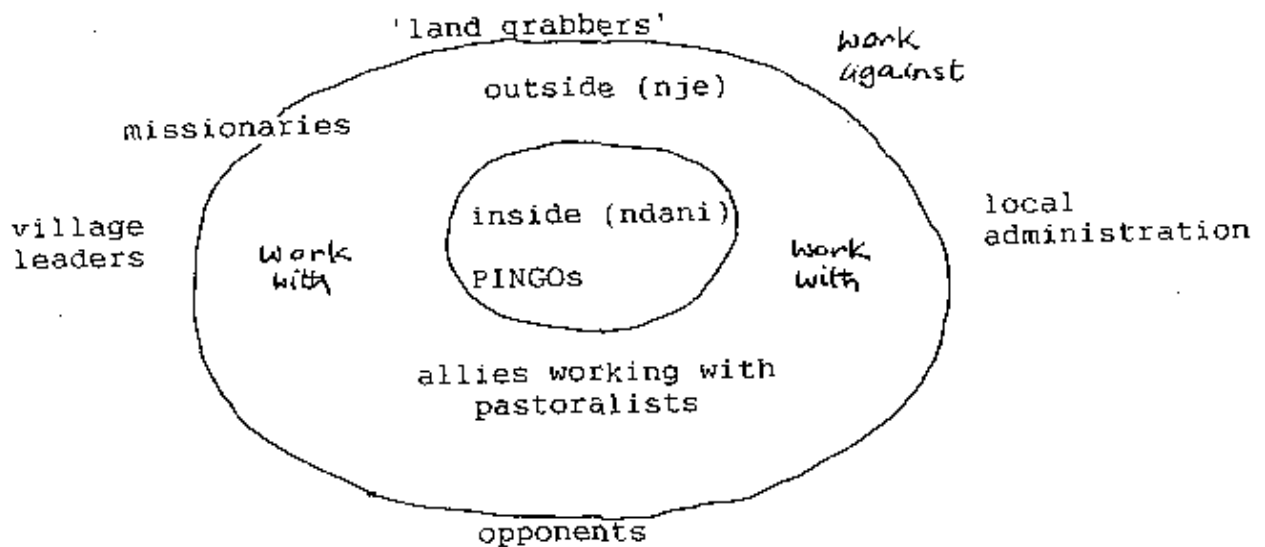 'land grabbers'
work
against
outside (nje)
missionaries
inside (ndani)
village
leaders
local
administration
work
with
work
with
PINGOs
allies working with
pastoralists
opponents